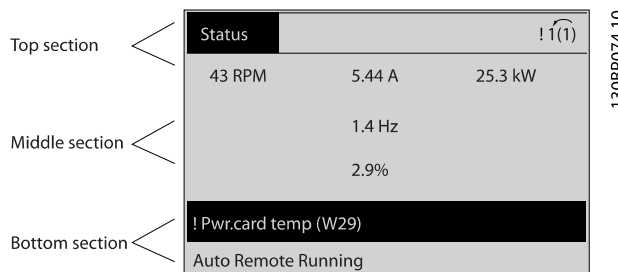 Top section
Status
! 1(1)
43 RPM 5.44 A 25.3 kW
Middle section
1.4 Hz
2.9%
Bottom section
! Pwr.card temp (W29)
Auto Remote Running
130BP074.10